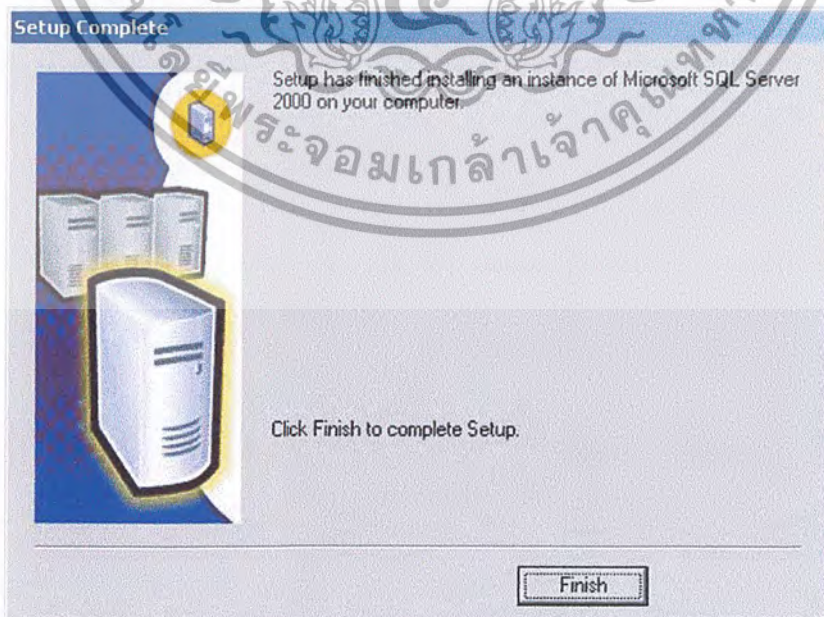 Setup Complete
Setup has finished installing an instance of Microsoft SQL Server
2000 on your computer.
พระจอมเกล้าเจ้าคุณทหาร
Click Finish to complete Setup.
Finish